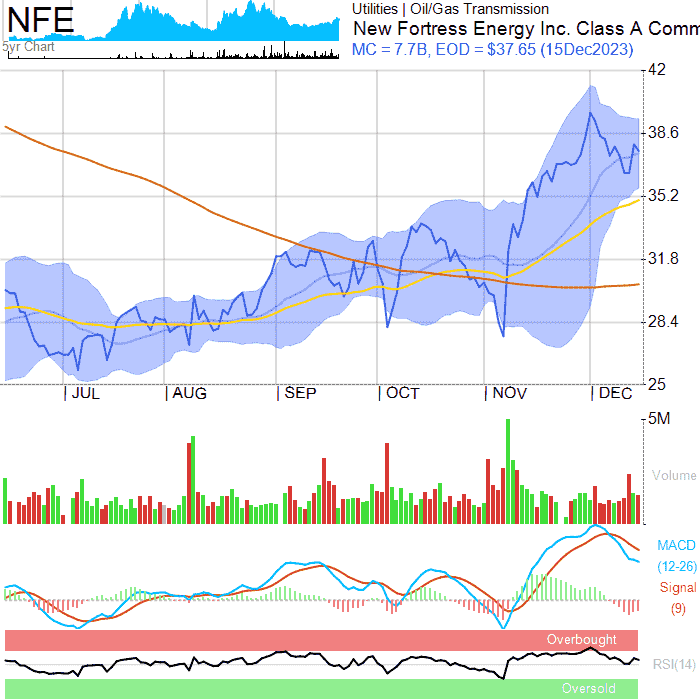 NFE
5yr Chart
Utilities | Oil/Gas Transmission
New Fortress Energy Inc. Class A Comm
MC = 7.7B, EOD = $37.65 (15Dec2023)
42
38.6
35.2
31.8
28.4
25
JUL AUG SEP OCT NOV DEC
5M
Volume
MACD
(12-26)
Signal
(9)
Overbought
RSI(14)
Oversold